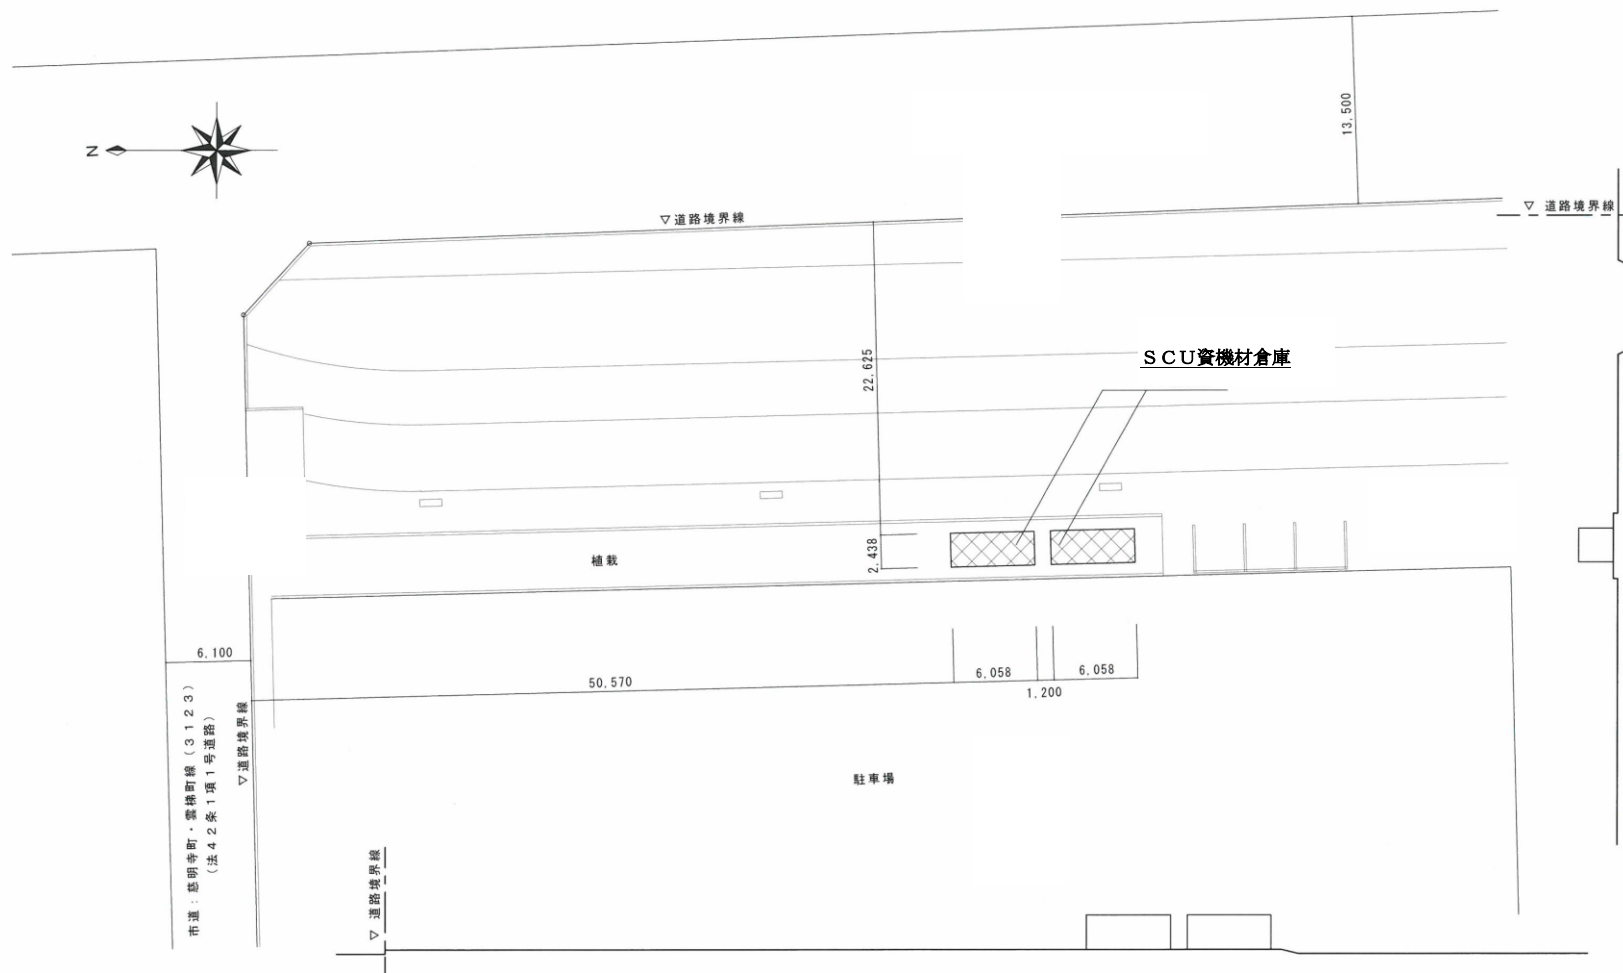 13,500
N
▽道路境界線
▽ 道路境界線
22,625
SCU資機材倉庫
2,438
植栽
6,100
50,570
6,058
6,058
1,200
市道：慈明寺町・雲梯町線（3123）
（法42条1項1号道路）
▽道路境界線
駐車場
▽ 道路境界線